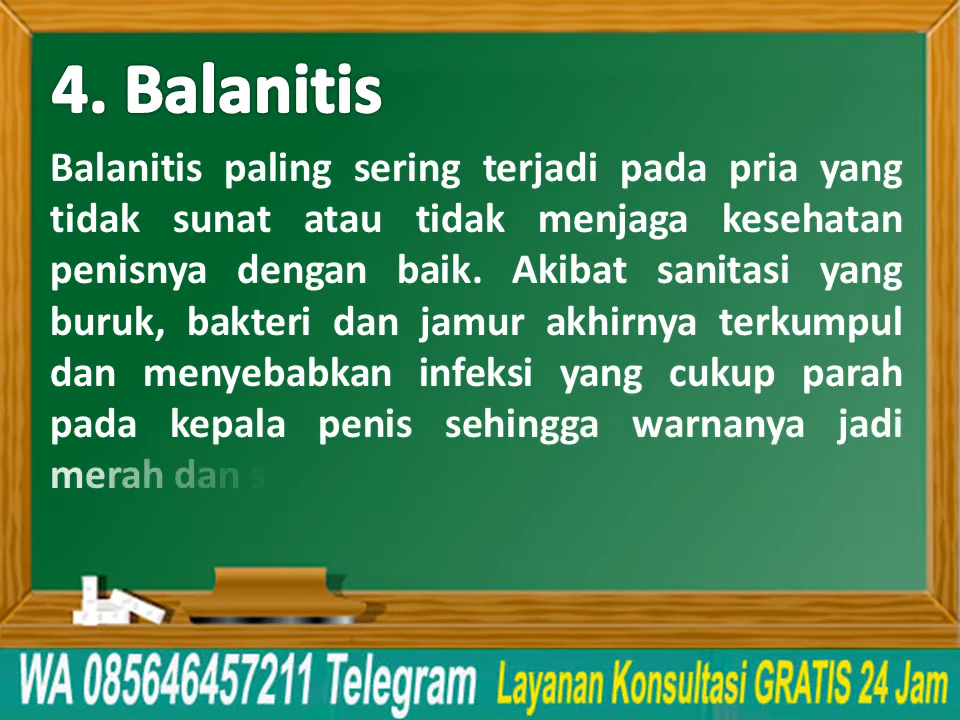 4. Balanitis
Balanitis paling sering terjadi pada pria yang
tidak sunat atau tidak menjaga kesehatan
penisnya dengan baik. Akibat sanitasi yang
buruk, bakteri dan jamur akhirnya terkumpul
dan menyebabkan infeksi yang cukup parah
pada kepala penis sehingga warnanya jadi
merah dan s
WA 085646457211 Telegram Layanan Konsultasi GRATIS 24 Jam